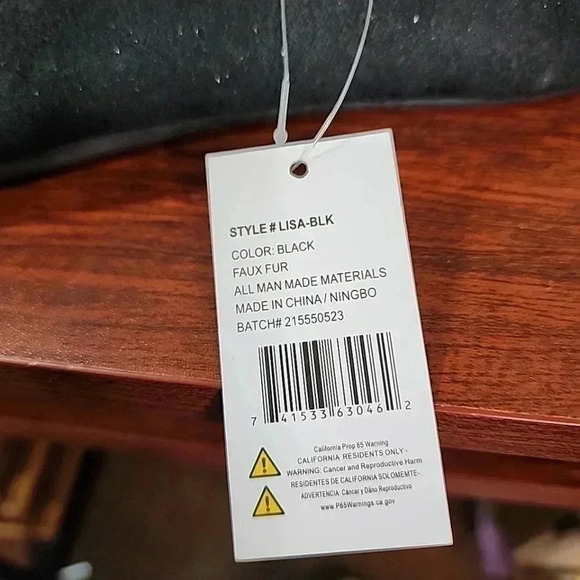 STYLE # LISA-BLK
COLOR: BLACK
FAUX FUR
ALL MAN MADE MATERIALS
MADE IN CHINA / NINGBO
BATCH# 215550523
7 41533 63046 2
California Prop 65 Warning
CALIFORNIA RESIDENTS ONLY -
WARNING: Cancer and Reproductive Harm
RESIDENTES DE CALIFORNIA SOLOMEMTE-
ADVERTENCIA: Cáncer y Dãno Reproductivo
www.P65Warnings.ca.gov